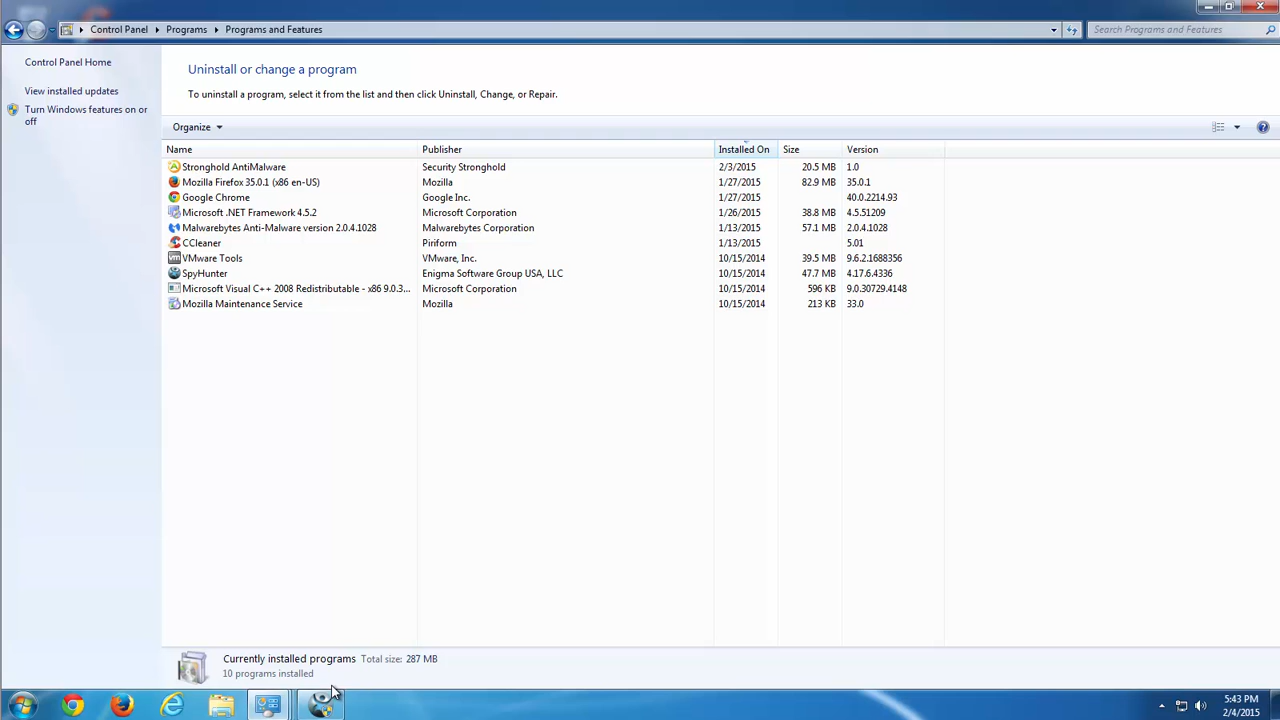 Control Panel Programs Programs and Features Search Programs and Features
Control Panel Home
View installed updates
Turn Windows features on or
off
Uninstall or change a program
To uninstall a program, select it from the list and then click Uninstall, Change, or Repair.
Organize
Name Publisher Installed On Size Version
Stronghold AntiMalware Security Stronghold 2/3/2015 20.5 MB 1.0
Mozilla Firefox 35.0.1 (x86 en-US) Mozilla 1/27/2015 82.9 MB 35.0.1
Google Chrome Google Inc. 1/27/2015 40.0.2214.93
Microsoft .NET Framework 4.5.2 Microsoft Corporation 1/26/2015 38.8 MB 4.5.51209
Malwarebytes Anti-Malware version 2.0.4.1028 Malwarebytes Corporation 1/13/2015 57.1 MB 2.0.4.1028
CCleaner Piriform 1/13/2015 5.01
VMware Tools VMware, Inc. 10/15/2014 39.5 MB 9.6.2.1688356
SpyHunter Enigma Software Group USA, LLC 10/15/2014 47.7 MB 4.17.6.4336
Microsoft Visual C++ 2008 Redistributable - x86 9.0.3... Microsoft Corporation 10/15/2014 596 KB 9.0.30729.4148
Mozilla Maintenance Service Mozilla 10/15/2014 213 KB 33.0
Currently installed programs Total size: 287 MB
10 programs installed
5:43 PM
2/4/2015